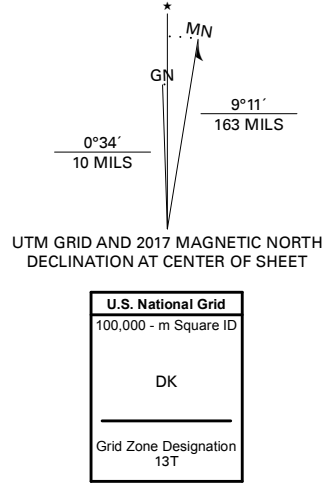 ★
MN
GN
0°34´
10 MILS
9°11´
163 MILS
UTM GRID AND 2017 MAGNETIC NORTH
DECLINATION AT CENTER OF SHEET
U.S. National Grid
100,000 - m Square ID
DK
Grid Zone Designation
13T